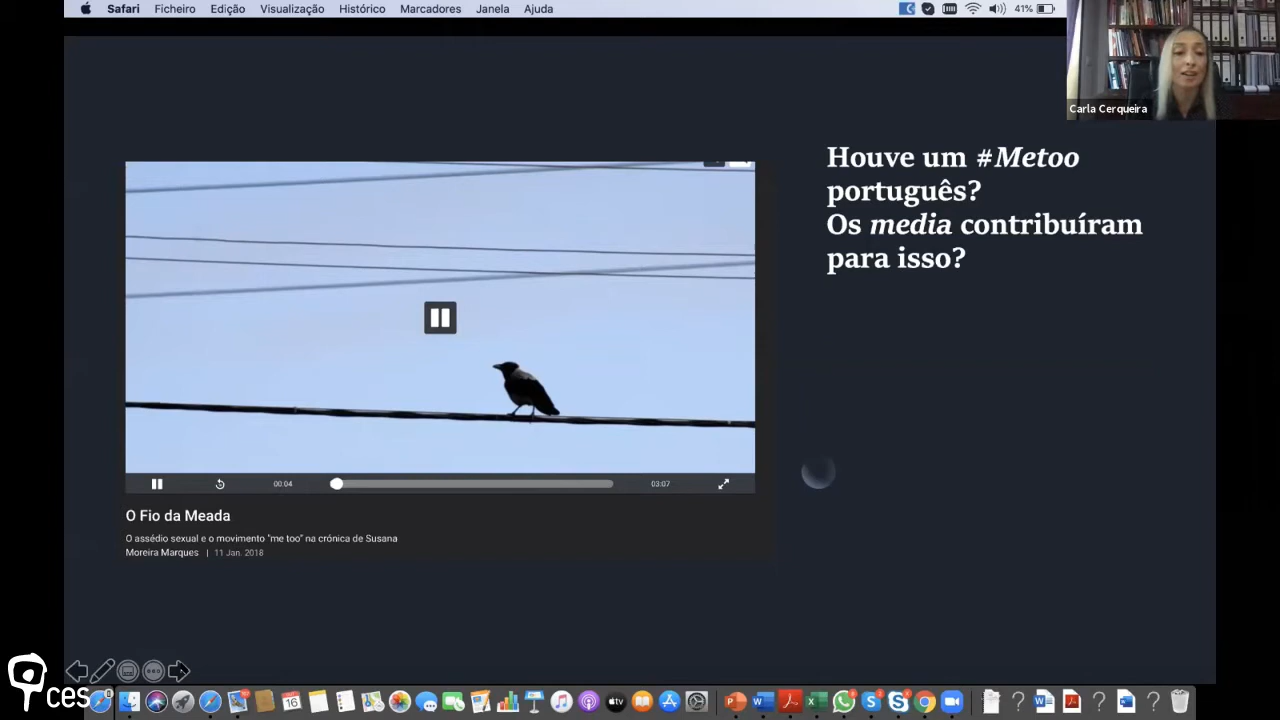 Safari Ficheiro Edição Visualização Histórico Marcadores Janela Ajuda 41%
Carla Cerqueira
Houve um #Metoo
português?
Os media contribuíram
para isso?
00:04 03:07
O Fio da Meada
O assédio sexual e o movimento "me too" na crónica de Susana
Moreira Marques | 11 Jan. 2018
ces
16
tv